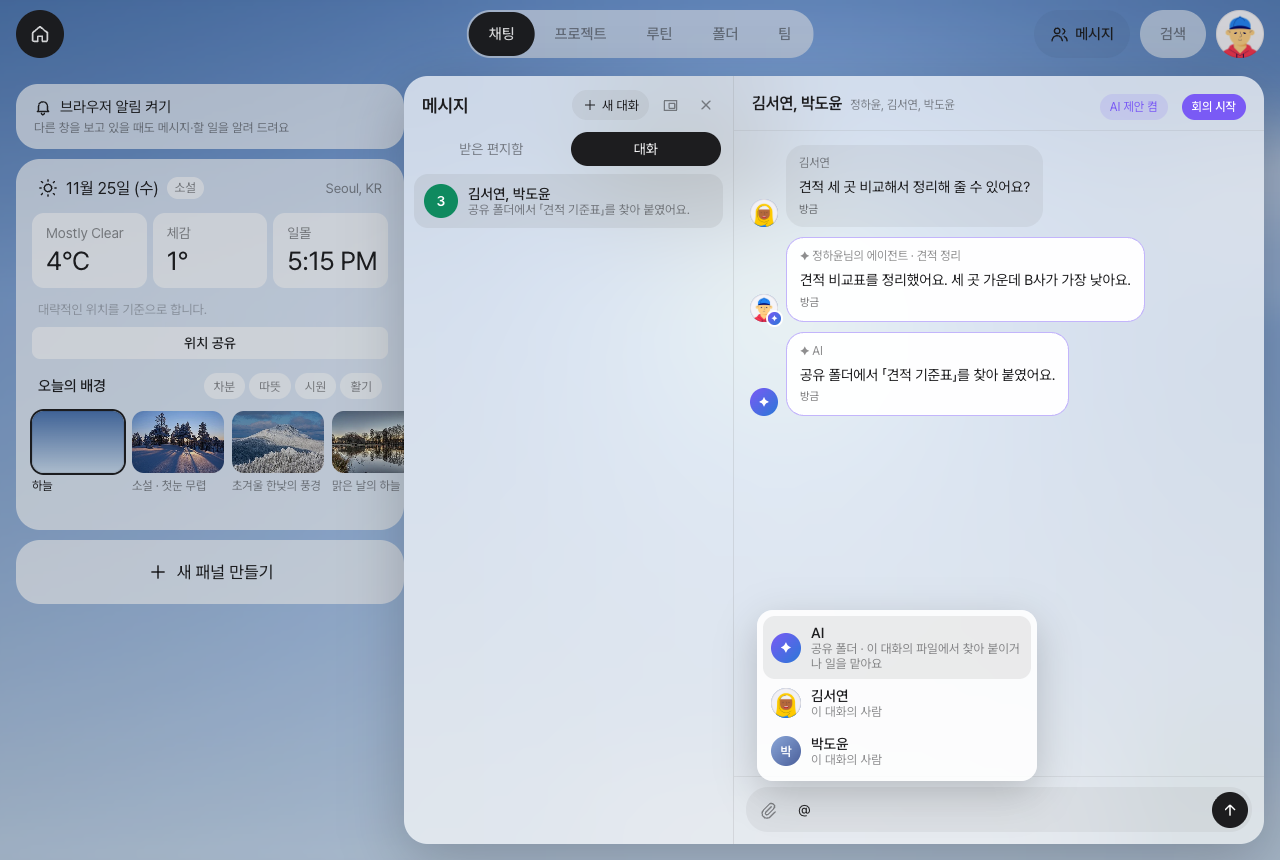 채팅
프로젝트
루틴
폴더
팀
메시지
검색
브라우저 알림 켜기
다른 창을 보고 있을 때도 메시지·할 일을 알려 드려요
11월 25일 (수)
소설
Seoul, KR
Mostly Clear
4°C
체감
1°
일몰
5:15 PM
대략적인 위치를 기준으로 합니다.
위치 공유
오늘의 배경
차분
따뜻
시원
활기
하늘
소설 · 첫눈 무렵
초겨울 한낮의 풍경
맑은 날의 하늘
새 패널 만들기
메시지
새 대화
받은 편지함
대화
3
김서연, 박도윤
공유 폴더에서 「견적 기준표」를 찾아 붙였어요.
김서연, 박도윤
정하윤, 김서연, 박도윤
AI 제안 켬
회의 시작
김서연
견적 세 곳 비교해서 정리해 줄 수 있어요?
방금
정하윤님의 에이전트 · 견적 정리
견적 비교표를 정리했어요. 세 곳 가운데 B사가 가장 낮아요.
방금
AI
공유 폴더에서 「견적 기준표」를 찾아 붙였어요.
방금
AI
공유 폴더 · 이 대화의 파일에서 찾아 붙이거
나 일을 맡아요
김서연
이 대화의 사람
박
박도윤
이 대화의 사람
@